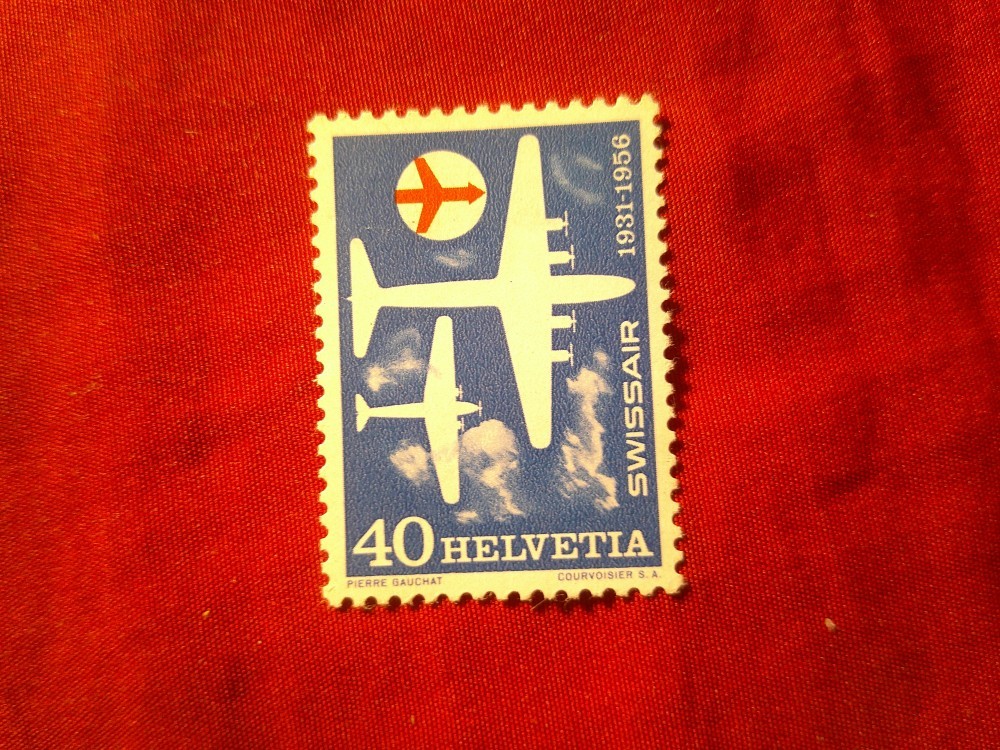 1931-1956
SWISSAIR
40 HELVETIA
PIERRE GAUCHAT
COURVOISIER S. A.